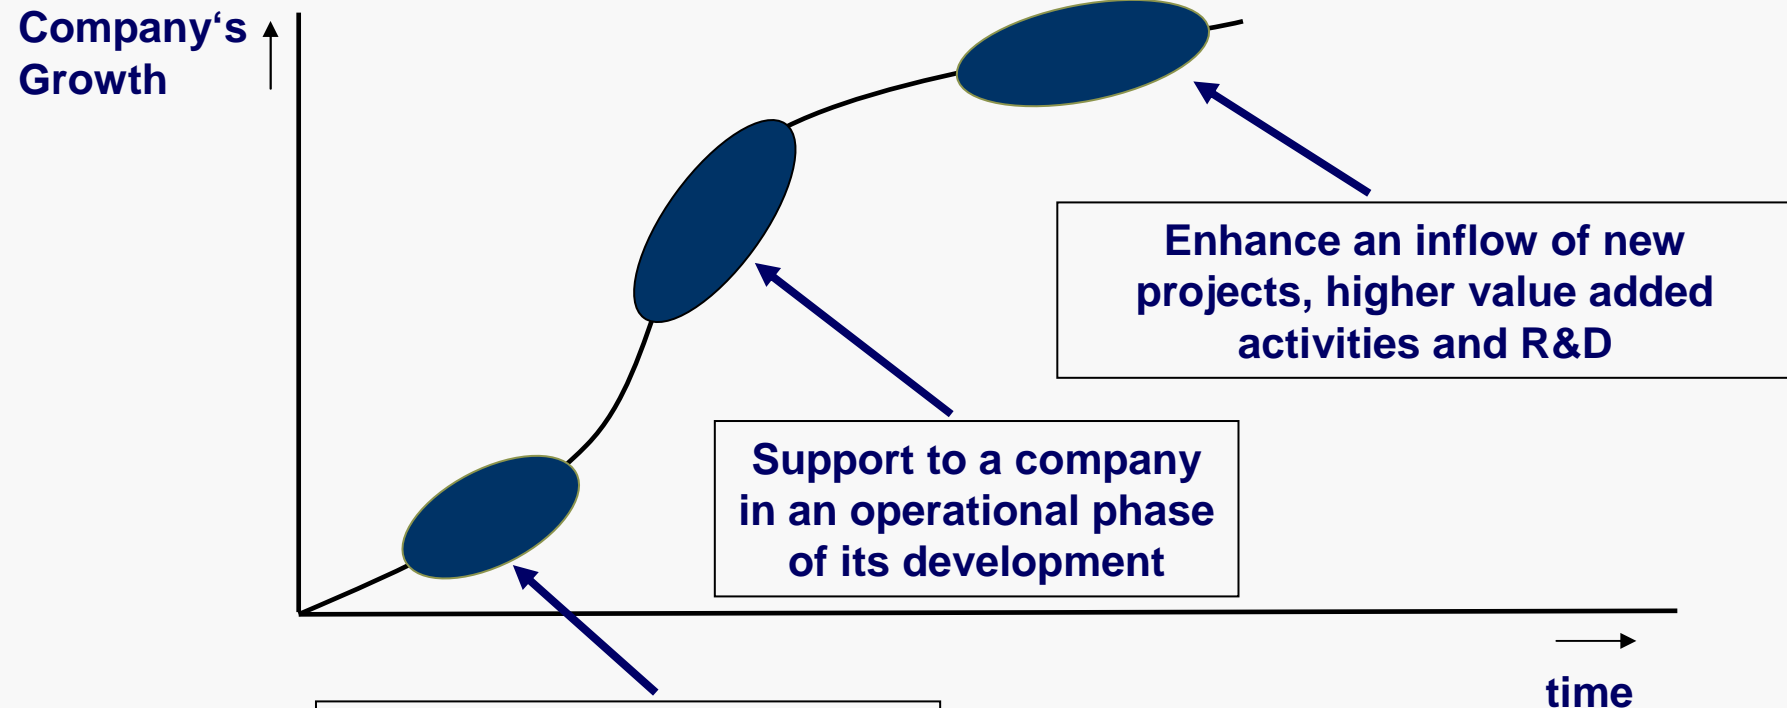 Company‘s
Growth
Enhance an inflow of new
projects, higher value added
activities and R&D
Support to a company
in an operational phase
of its development
time